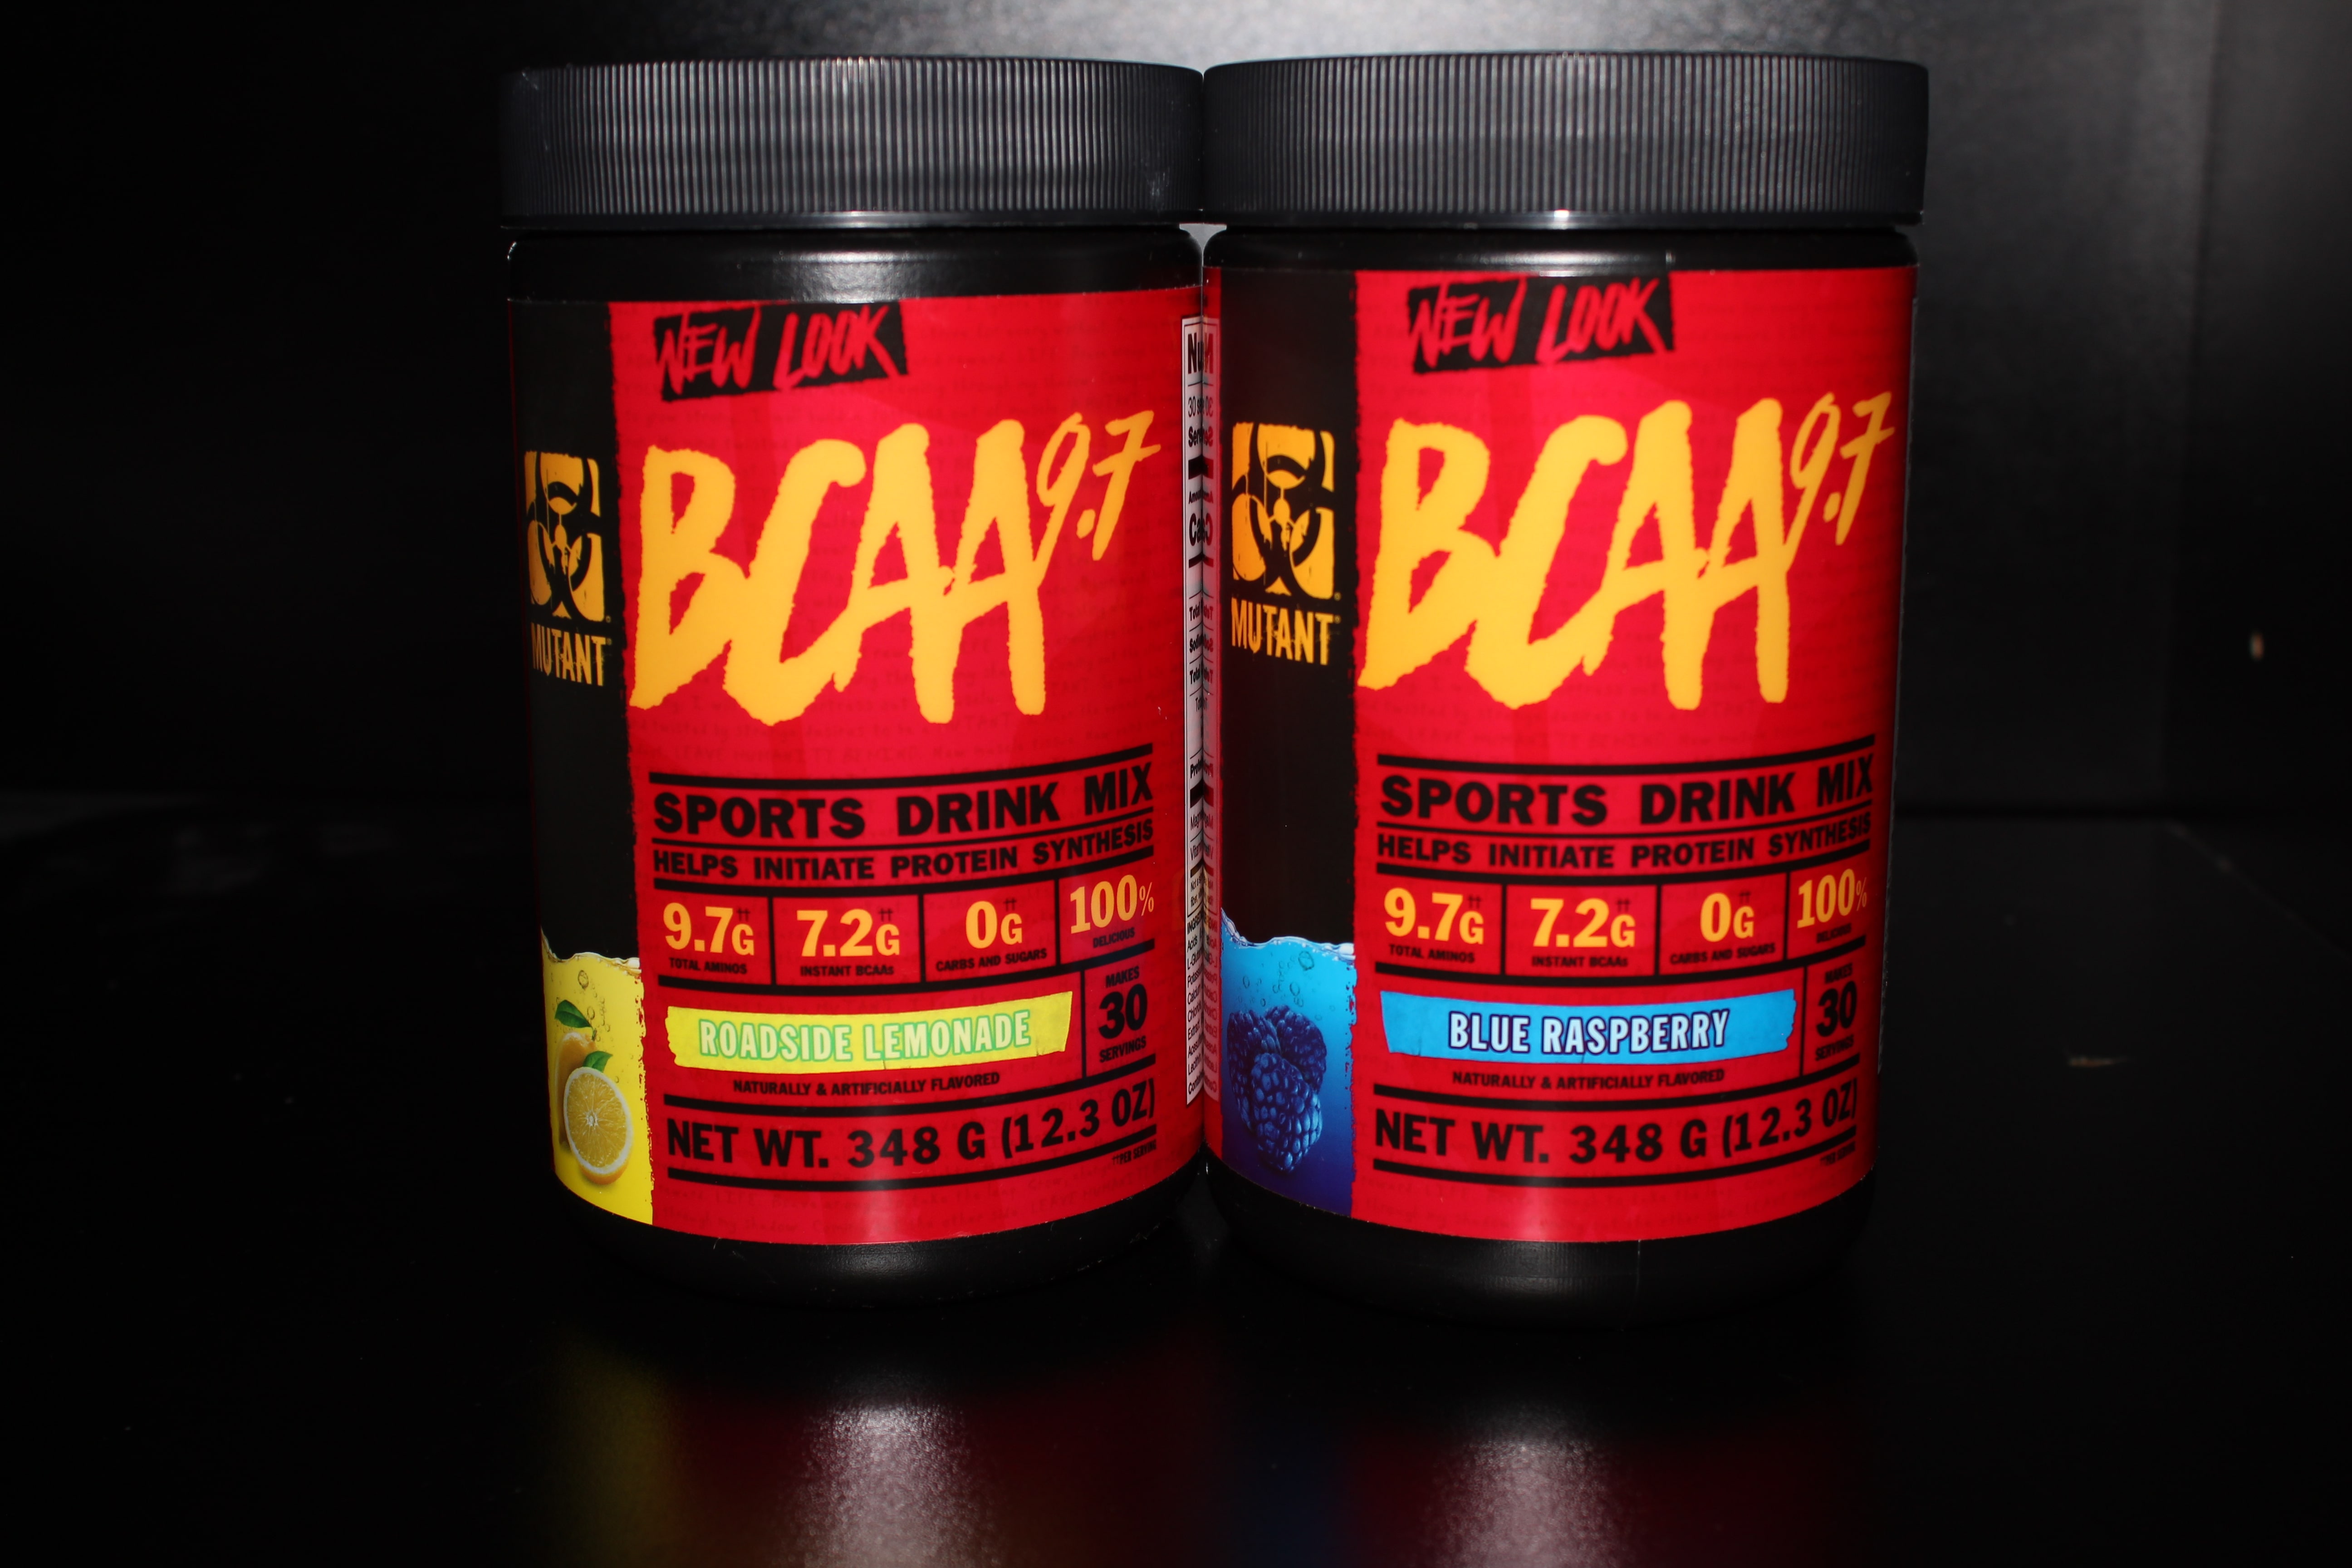 NEW LOOK
MUTANT
BCAA 9.7
SPORTS DRINK MIX
HELPS INITIATE PROTEIN SYNTHESIS
9.7G††
TOTAL AMINOS
7.2G††
INSTANT BCAAs
0G††
CARBS AND SUGARS
100%
DELICIOUS
ROADSIDE LEMONADE
NATURALLY & ARTIFICIALLY FLAVORED
MAKES
30
SERVINGS
NET WT. 348 G (12.3 OZ)
††PER SERVING
NEW LOOK
MUTANT
BCAA 9.7
SPORTS DRINK MIX
HELPS INITIATE PROTEIN SYNTHESIS
9.7G††
TOTAL AMINOS
7.2G††
INSTANT BCAAs
0G††
CARBS AND SUGARS
100%
DELICIOUS
BLUE RASPBERRY
NATURALLY & ARTIFICIALLY FLAVORED
MAKES
30
SERVINGS
NET WT. 348 G (12.3 OZ)
††PER SERVING